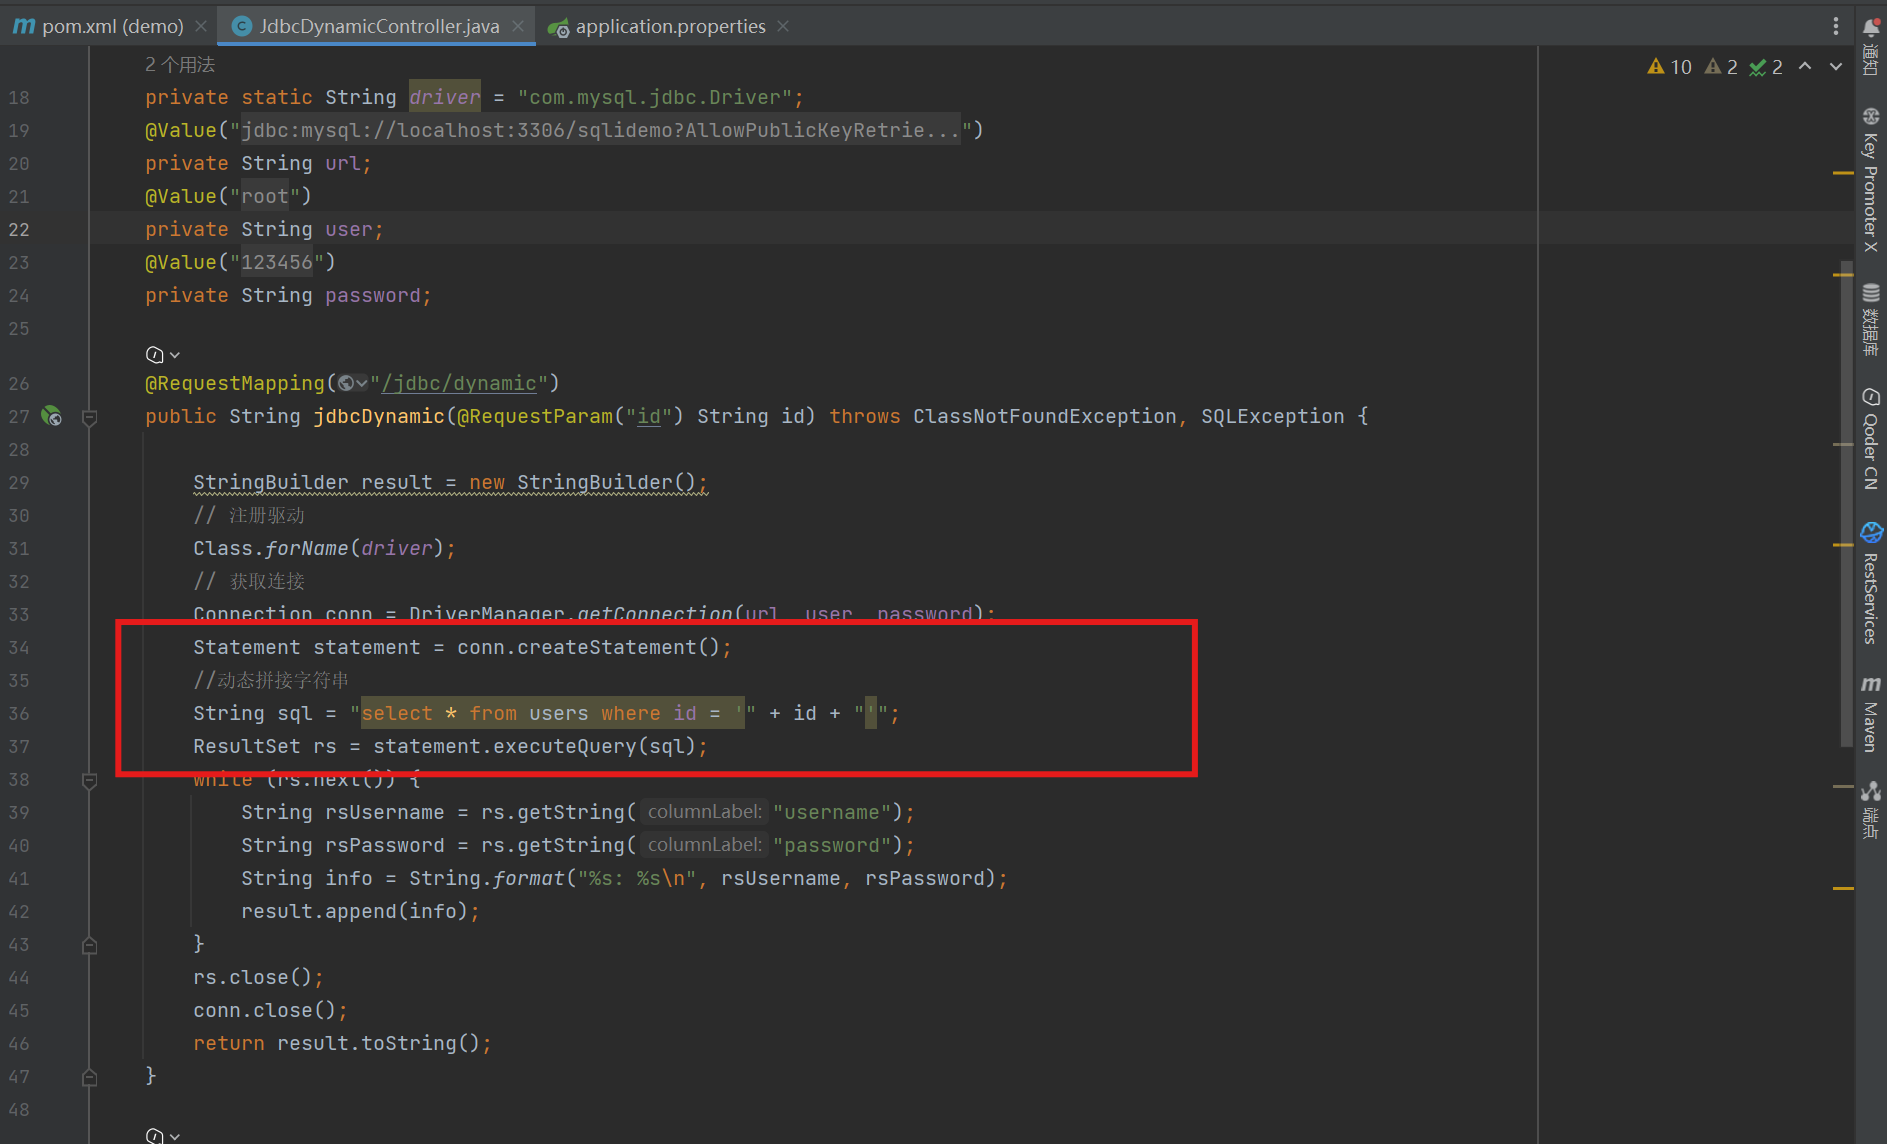 pom.xml (demo)
JdbcDynamicController.java
application.properties
10 2 2
2 个用法
18 private static String driver = "com.mysql.jdbc.Driver";
19 @Value("jdbc:mysql://localhost:3306/sqlidemo?AllowPublicKeyRetrie...")
20 private String url;
21 @Value("root")
22 private String user;
23 @Value("123456")
24 private String password;
25
26 @RequestMapping("/jdbc/dynamic")
27 public String jdbcDynamic(@RequestParam("id") String id) throws ClassNotFoundException, SQLException {
28
29 StringBuilder result = new StringBuilder();
30 // 注册驱动
31 Class.forName(driver);
32 // 获取连接
33 Connection conn = DriverManager.getConnection(url, user, password);
34 Statement statement = conn.createStatement();
35 //动态拼接字符串
36 String sql = "select * from users where id = '" + id + "'";
37 ResultSet rs = statement.executeQuery(sql);
38 while (rs.next()) {
39 String rsUsername = rs.getString( columnLabel: "username");
40 String rsPassword = rs.getString( columnLabel: "password");
41 String info = String.format("%s: %s\n", rsUsername, rsPassword);
42 result.append(info);
43 }
44 rs.close();
45 conn.close();
46 return result.toString();
47 }
48
通知
Key Promoter X
数据库
Qoder CN
RestServices
Maven
端点